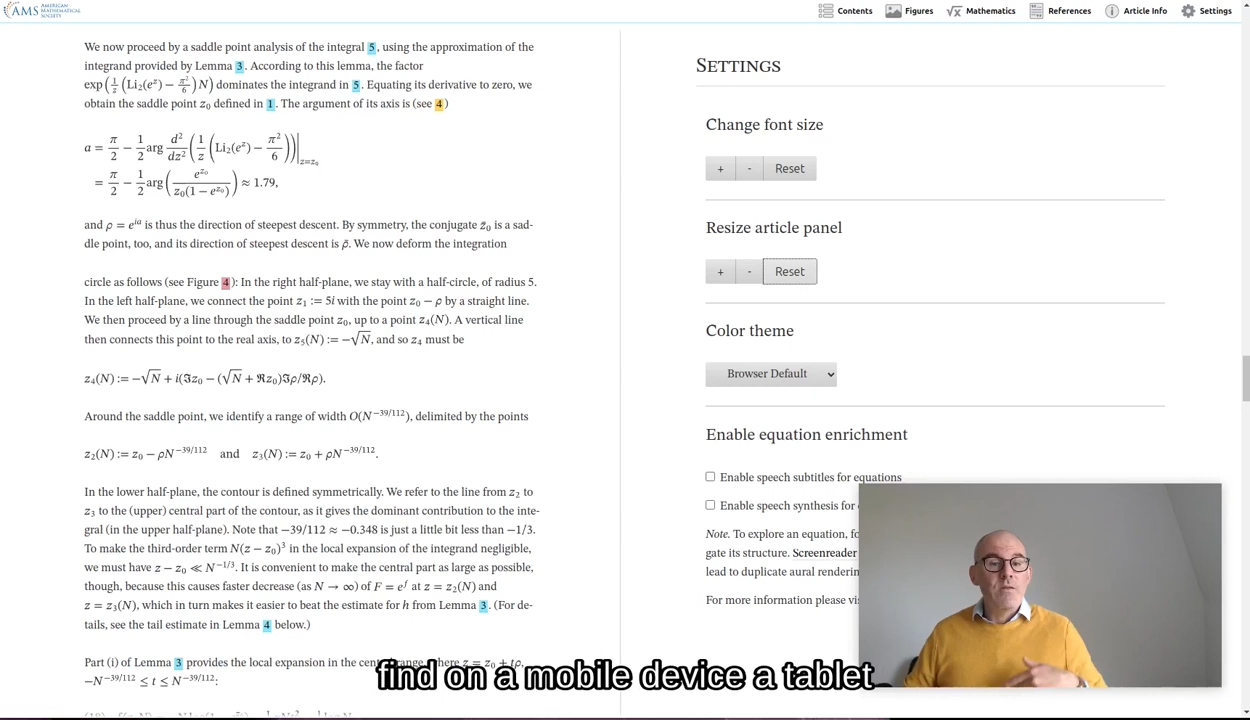 AMS AMERICAN MATHEMATICAL SOCIETY
Contents Figures √x Mathematics References Article Info Settings
We now proceed by a saddle point analysis of the integral 5, using the approximation of the
integrand provided by Lemma 3. According to this lemma, the factor
exp(1/z (Li₂(e^z) − π²/6) N) dominates the integrand in 5. Equating its derivative to zero, we
obtain the saddle point z₀ defined in 1. The argument of its axis is (see 4)
a = π/2 − 1/2 arg d²/dz² (1/z (Li₂(e^z) − π²/6))|_{z=z₀}
= π/2 − 1/2 arg(e^{z₀}/(z₀(1 − e^{z₀}))) ≈ 1.79,
and ρ = e^{ia} is thus the direction of steepest descent. By symmetry, the conjugate z̄₀ is a sad-
dle point, too, and its direction of steepest descent is ρ̄. We now deform the integration
circle as follows (see Figure 4): In the right half-plane, we stay with a half-circle, of radius 5.
In the left half-plane, we connect the point z₁ := 5i with the point z₀ − ρ by a straight line.
We then proceed by a line through the saddle point z₀, up to a point z₄(N). A vertical line
then connects this point to the real axis, to z₅(N) := −√N, and so z₄ must be
z₄(N) := −√N + i(ℑz₀ − (√N + ℜz₀)ℑρ/ℜρ).
Around the saddle point, we identify a range of width O(N^{−39/112}), delimited by the points
z₂(N) := z₀ − ρN^{−39/112} and z₃(N) := z₀ + ρN^{−39/112}.
In the lower half-plane, the contour is defined symmetrically. We refer to the line from z₂ to
z₃ to the (upper) central part of the contour, as it gives the dominant contribution to the inte-
gral (in the upper half-plane). Note that −39/112 ≈ −0.348 is just a little bit less than −1/3.
To make the third-order term N(z − z₀)³ in the local expansion of the integrand negligible,
we must have z − z₀ ≪ N^{−1/3}. It is convenient to make the central part as large as possible,
though, because this causes faster decrease (as N → ∞) of F = e^f at z = z₂(N) and
z = z₃(N), which in turn makes it easier to beat the estimate for h from Lemma 3. (For de-
tails, see the tail estimate in Lemma 4 below.)
Part (i) of Lemma 3 provides the local expansion in the central range, where z = z₀ + tρ,
−N^{−39/112} ≤ t ≤ N^{−39/112}:
SETTINGS
Change font size
+ - Reset
Resize article panel
+ - Reset
Color theme
Browser Default
Enable equation enrichment
Enable speech subtitles for equations
Enable speech synthesis for
Note. To explore an equation, fo
gate its structure. Screenreader
lead to duplicate aural renderin
For more information please vis
find on a mobile device a tablet